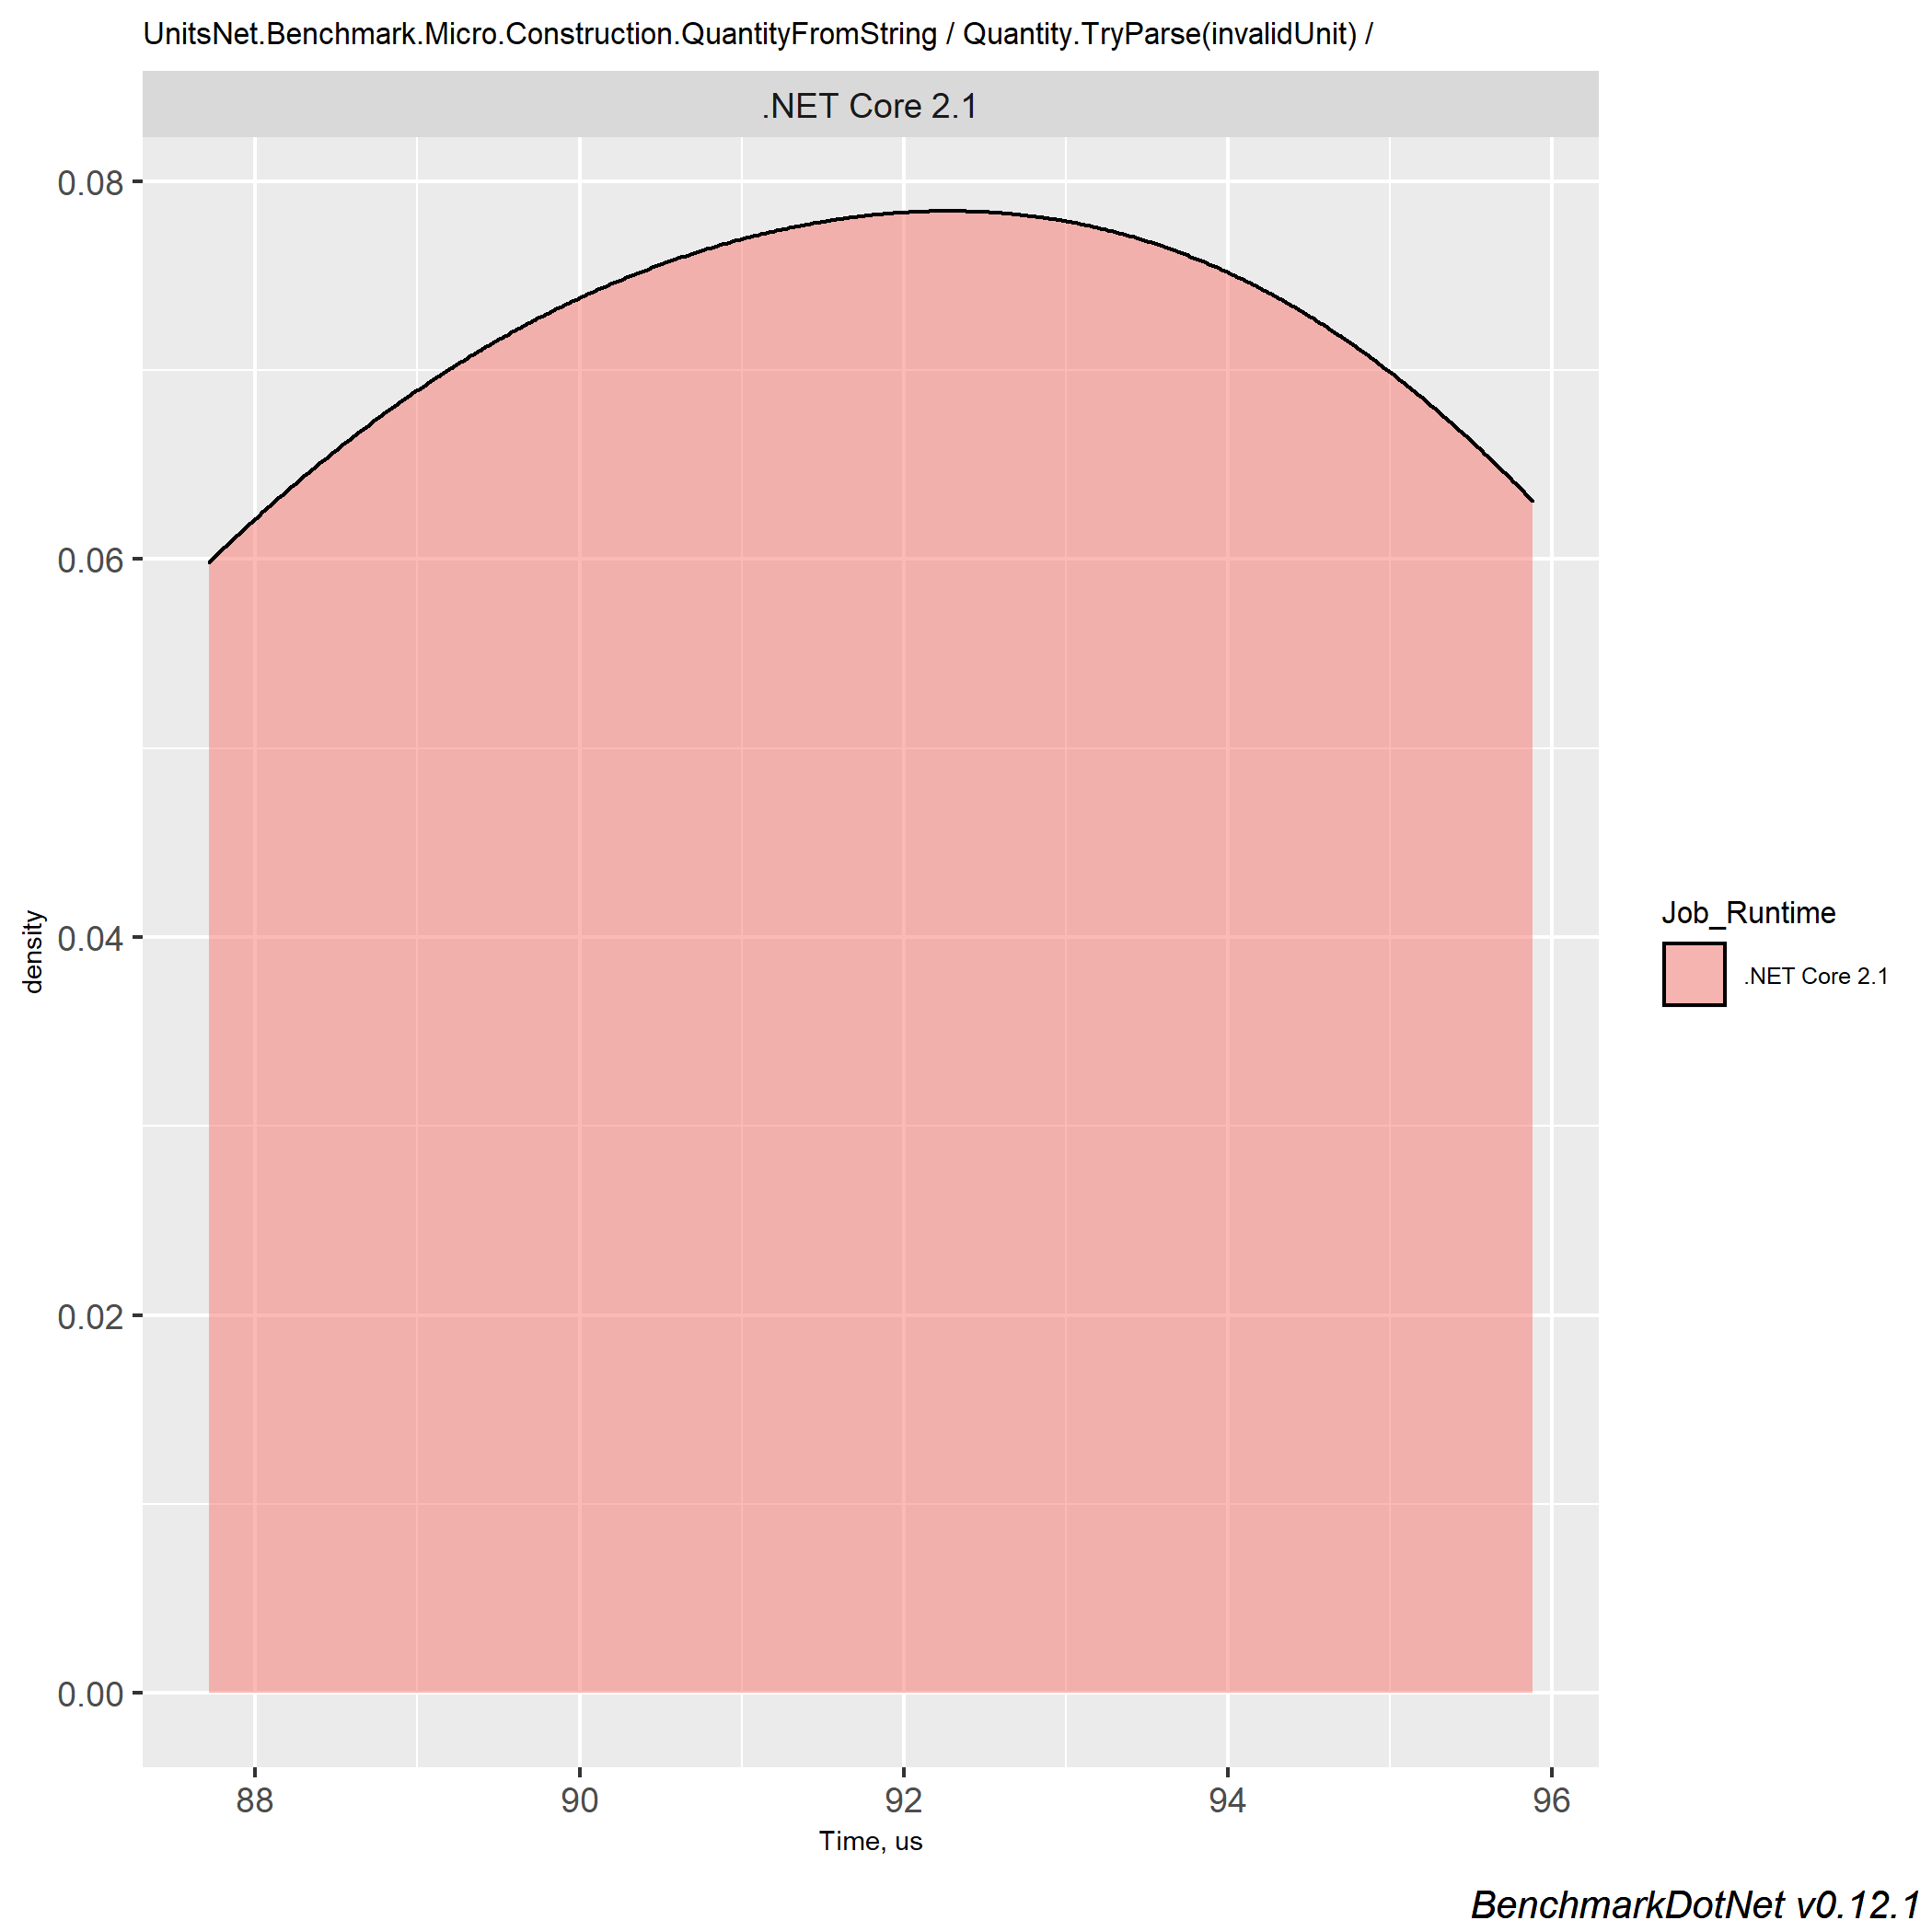 UnitsNet.Benchmark.Micro.Construction.QuantityFromString / Quantity.TryParse(invalidUnit) /
.NET Core 2.1
0.08
0.06
0.04
0.02
0.00
density
88 90 92 94 96
Time, us
Job_Runtime
.NET Core 2.1
BenchmarkDotNet v0.12.1